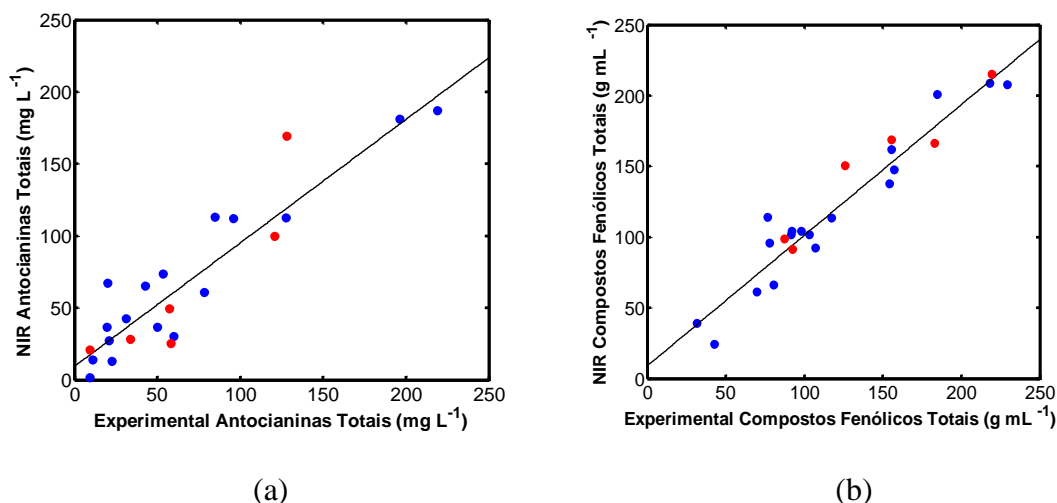 250
200
150
100
50
0
NIR Antocianinas Totais (mg L⁻¹)
0 50 100 150 200 250
Experimental Antocianinas Totais (mg L⁻¹)
(a)
250
200
150
100
50
0
NIR Compostos Fenólicos Totais (g mL ⁻¹)
0 50 100 150 200 250
Experimental Compostos Fenólicos Totais (g mL ⁻¹)
(b)